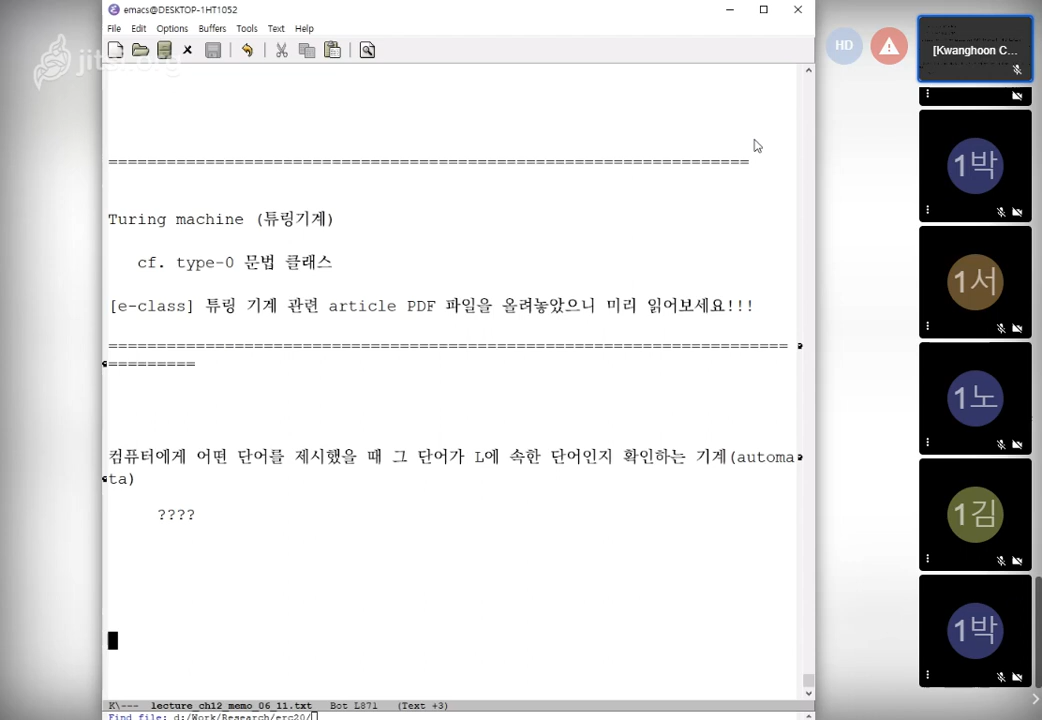 emacs@DESKTOP-1HT1052
File Edit Options Buffers Tools Text Help
jitsi.org
HD
[Kwanghoon C...
================================================================== 
Turing machine (튜링기계)
cf. type-0 문법 클래스
[e-class] 튜링 기계 관련 article PDF 파일을 올려놓았으니 미리 읽어보세요!!!
======================================================================
=========
컴퓨터에게 어떤 단어를 제시했을 때 그 단어가 L에 속한 단어인지 확인하는 기계(automa
ta)
????
1박
1서
1노
1김
1박
K\--- lecture_ch12_memo_06_11.txt Bot L871 (Text +3)
Find file: d:/Work/Research/erc20/